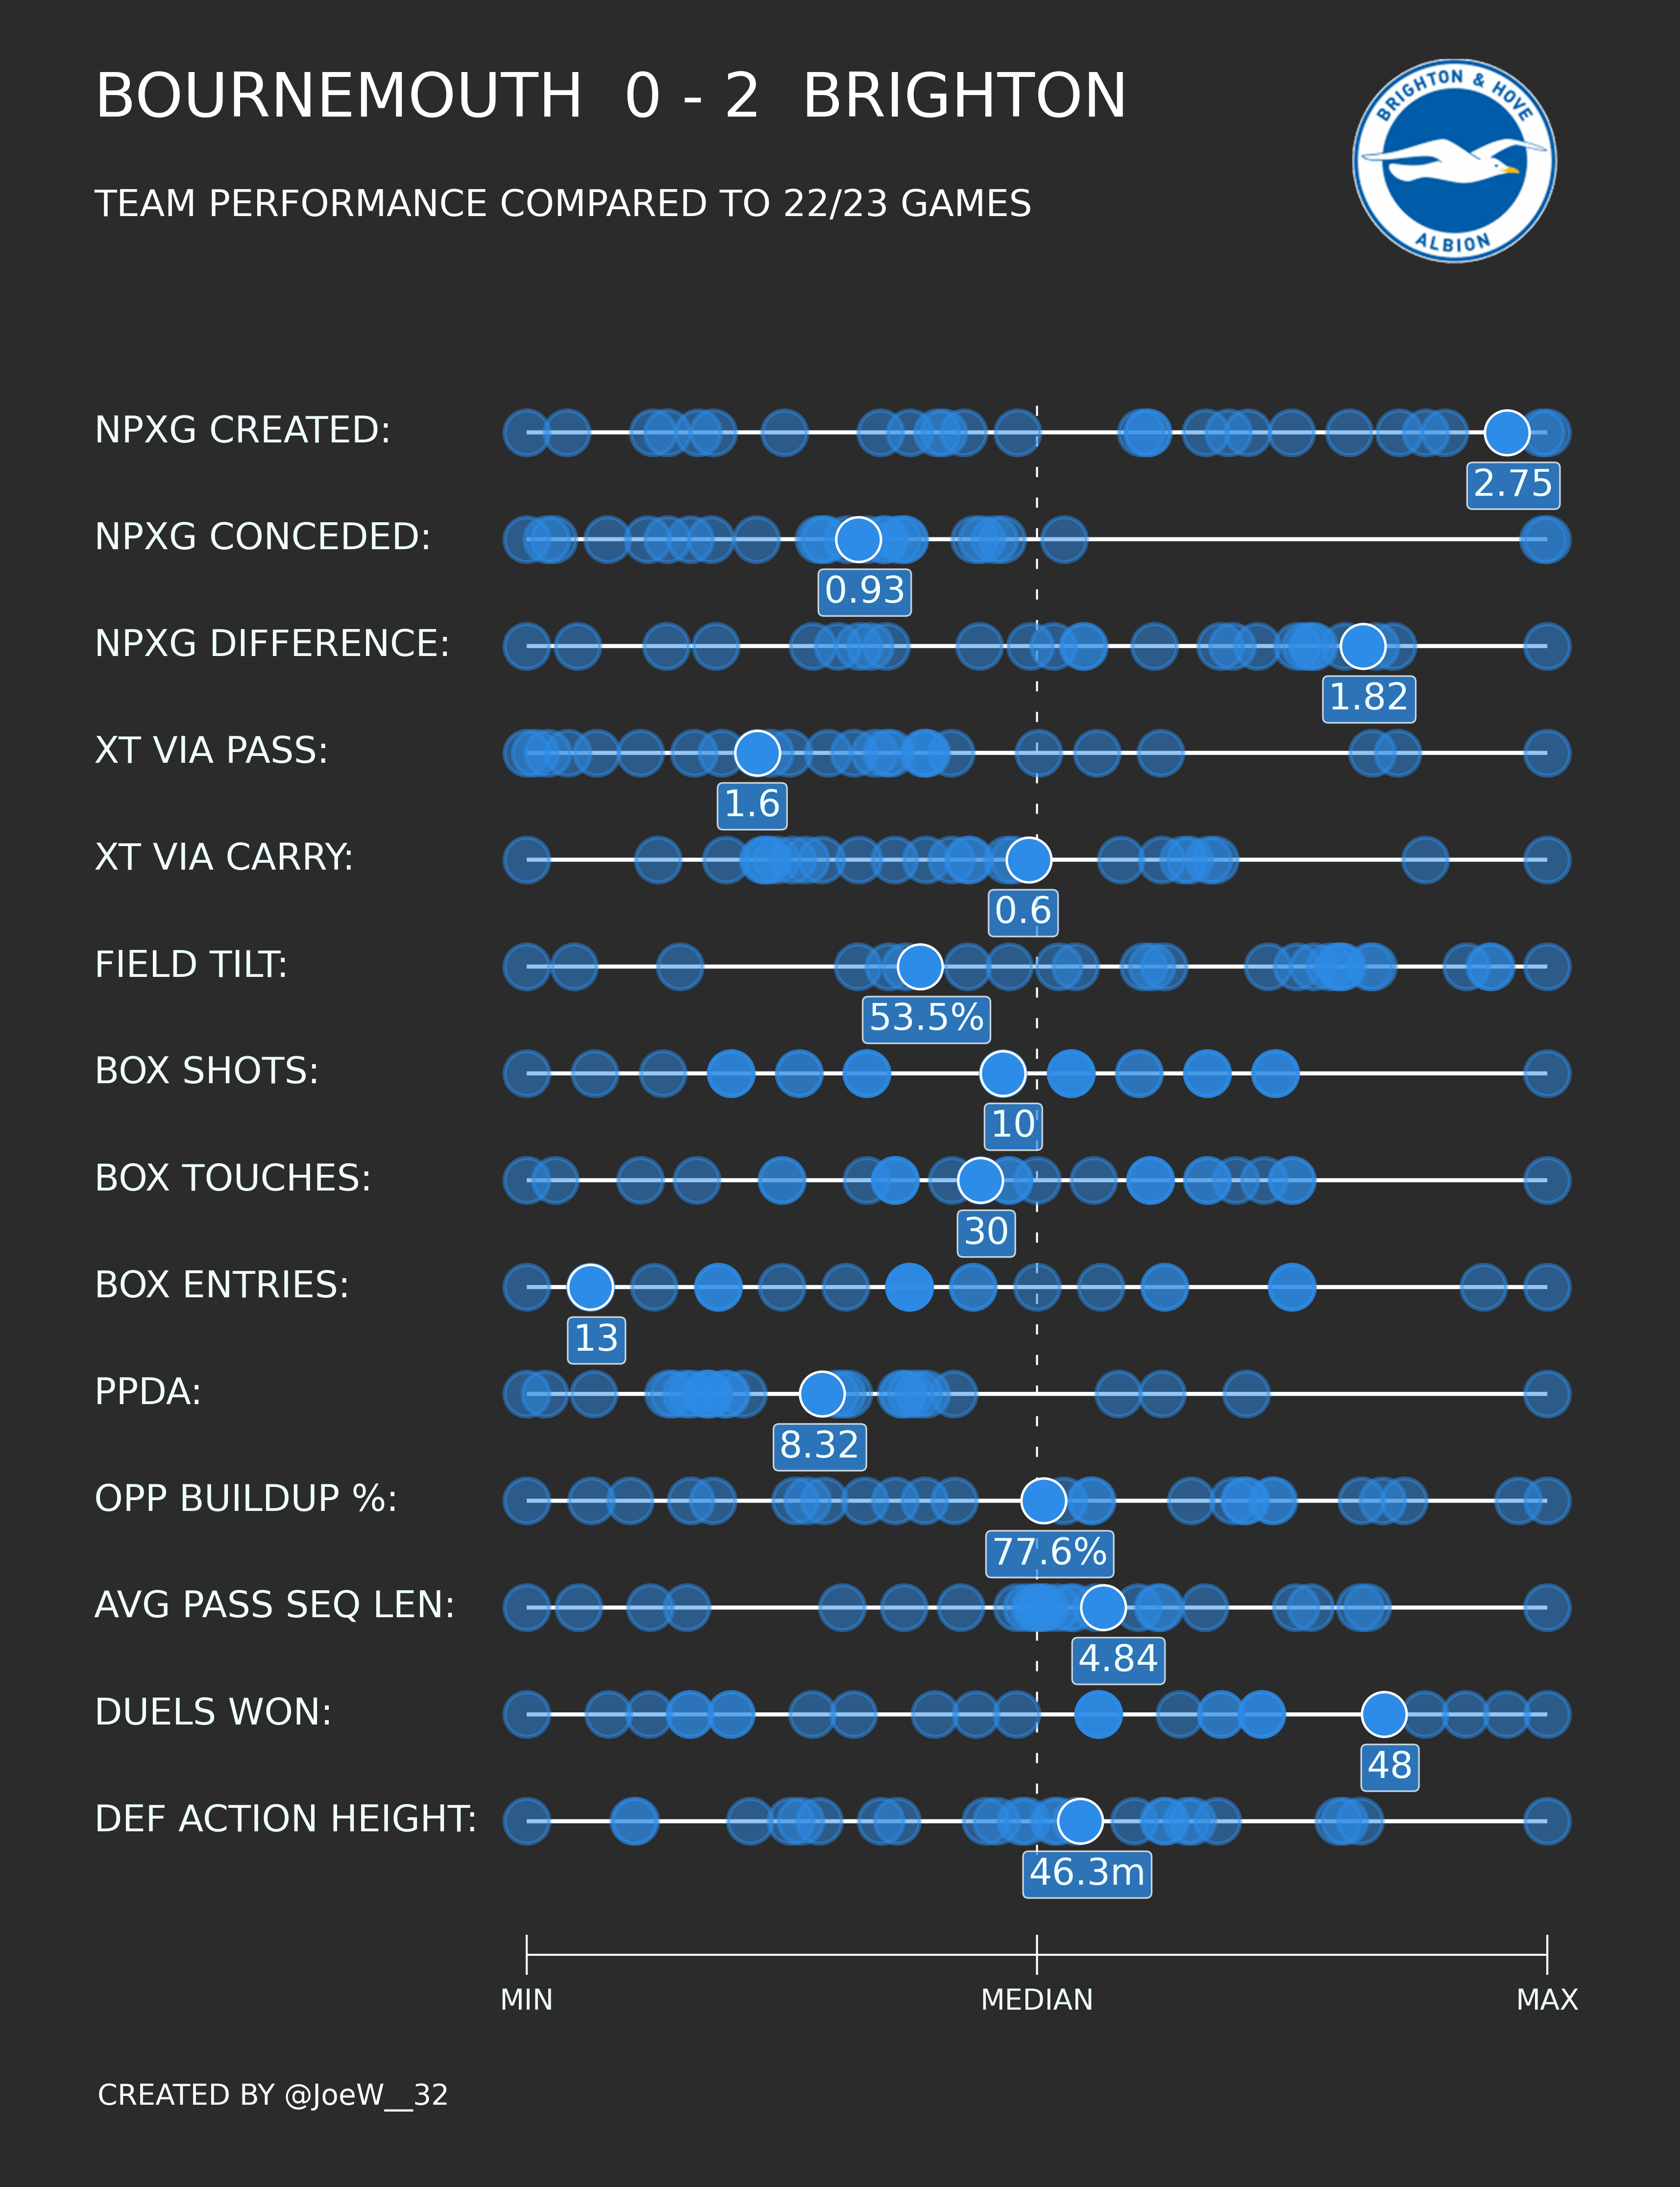 BOURNEMOUTH 0 - 2 BRIGHTON
BRIGHTON & HOVE
ALBION
TEAM PERFORMANCE COMPARED TO 22/23 GAMES
NPXG CREATED:
2.75
NPXG CONCEDED:
0.93
NPXG DIFFERENCE:
1.82
XT VIA PASS:
1.6
XT VIA CARRY:
0.6
FIELD TILT:
53.5%
BOX SHOTS:
10
BOX TOUCHES:
30
BOX ENTRIES:
13
PPDA:
8.32
OPP BUILDUP %:
77.6%
AVG PASS SEQ LEN:
4.84
DUELS WON:
48
DEF ACTION HEIGHT:
46.3m
MIN MEDIAN MAX
CREATED BY @JoeW__32